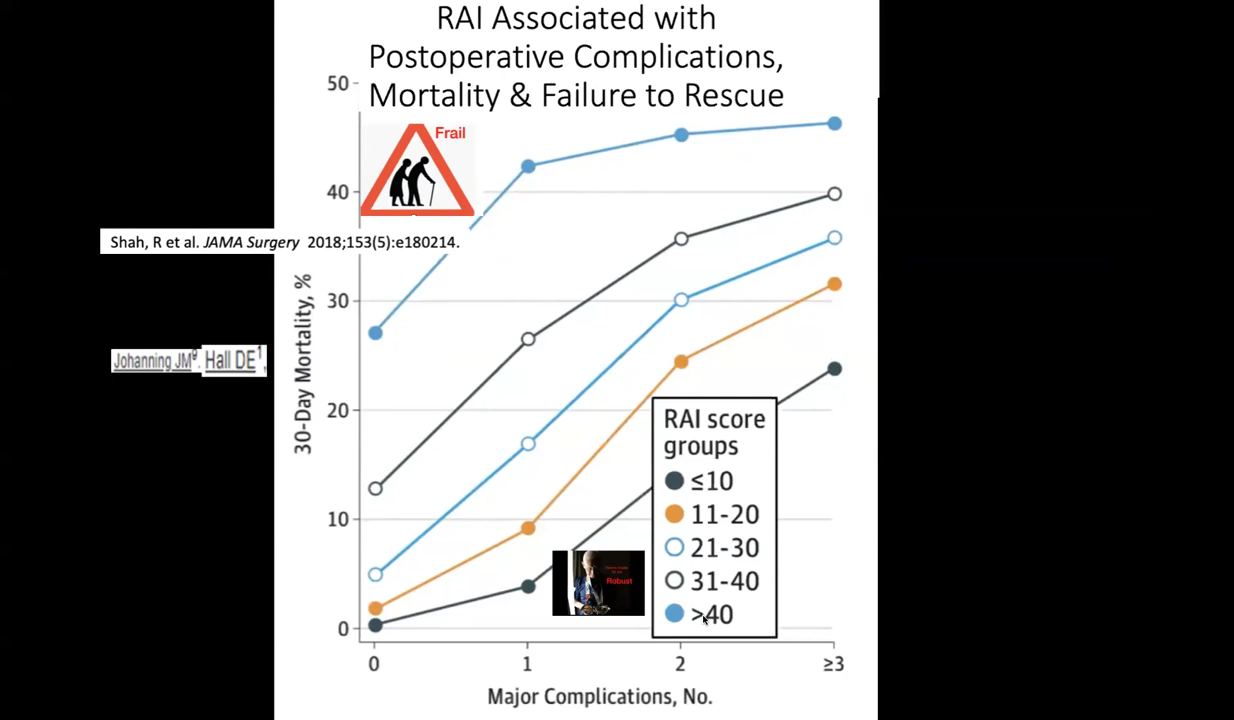 RAI Associated with
Postoperative Complications,
Mortality & Failure to Rescue
Frail
Shah, R et al. JAMA Surgery 2018;153(5):e180214.
Johanning JM9. Hall DE1,
30-Day Mortality, %
50
40
30
20
10
0
Robust
RAI score
groups
≤10
11-20
21-30
31-40
>40
0 1 2 ≥3
Major Complications, No.